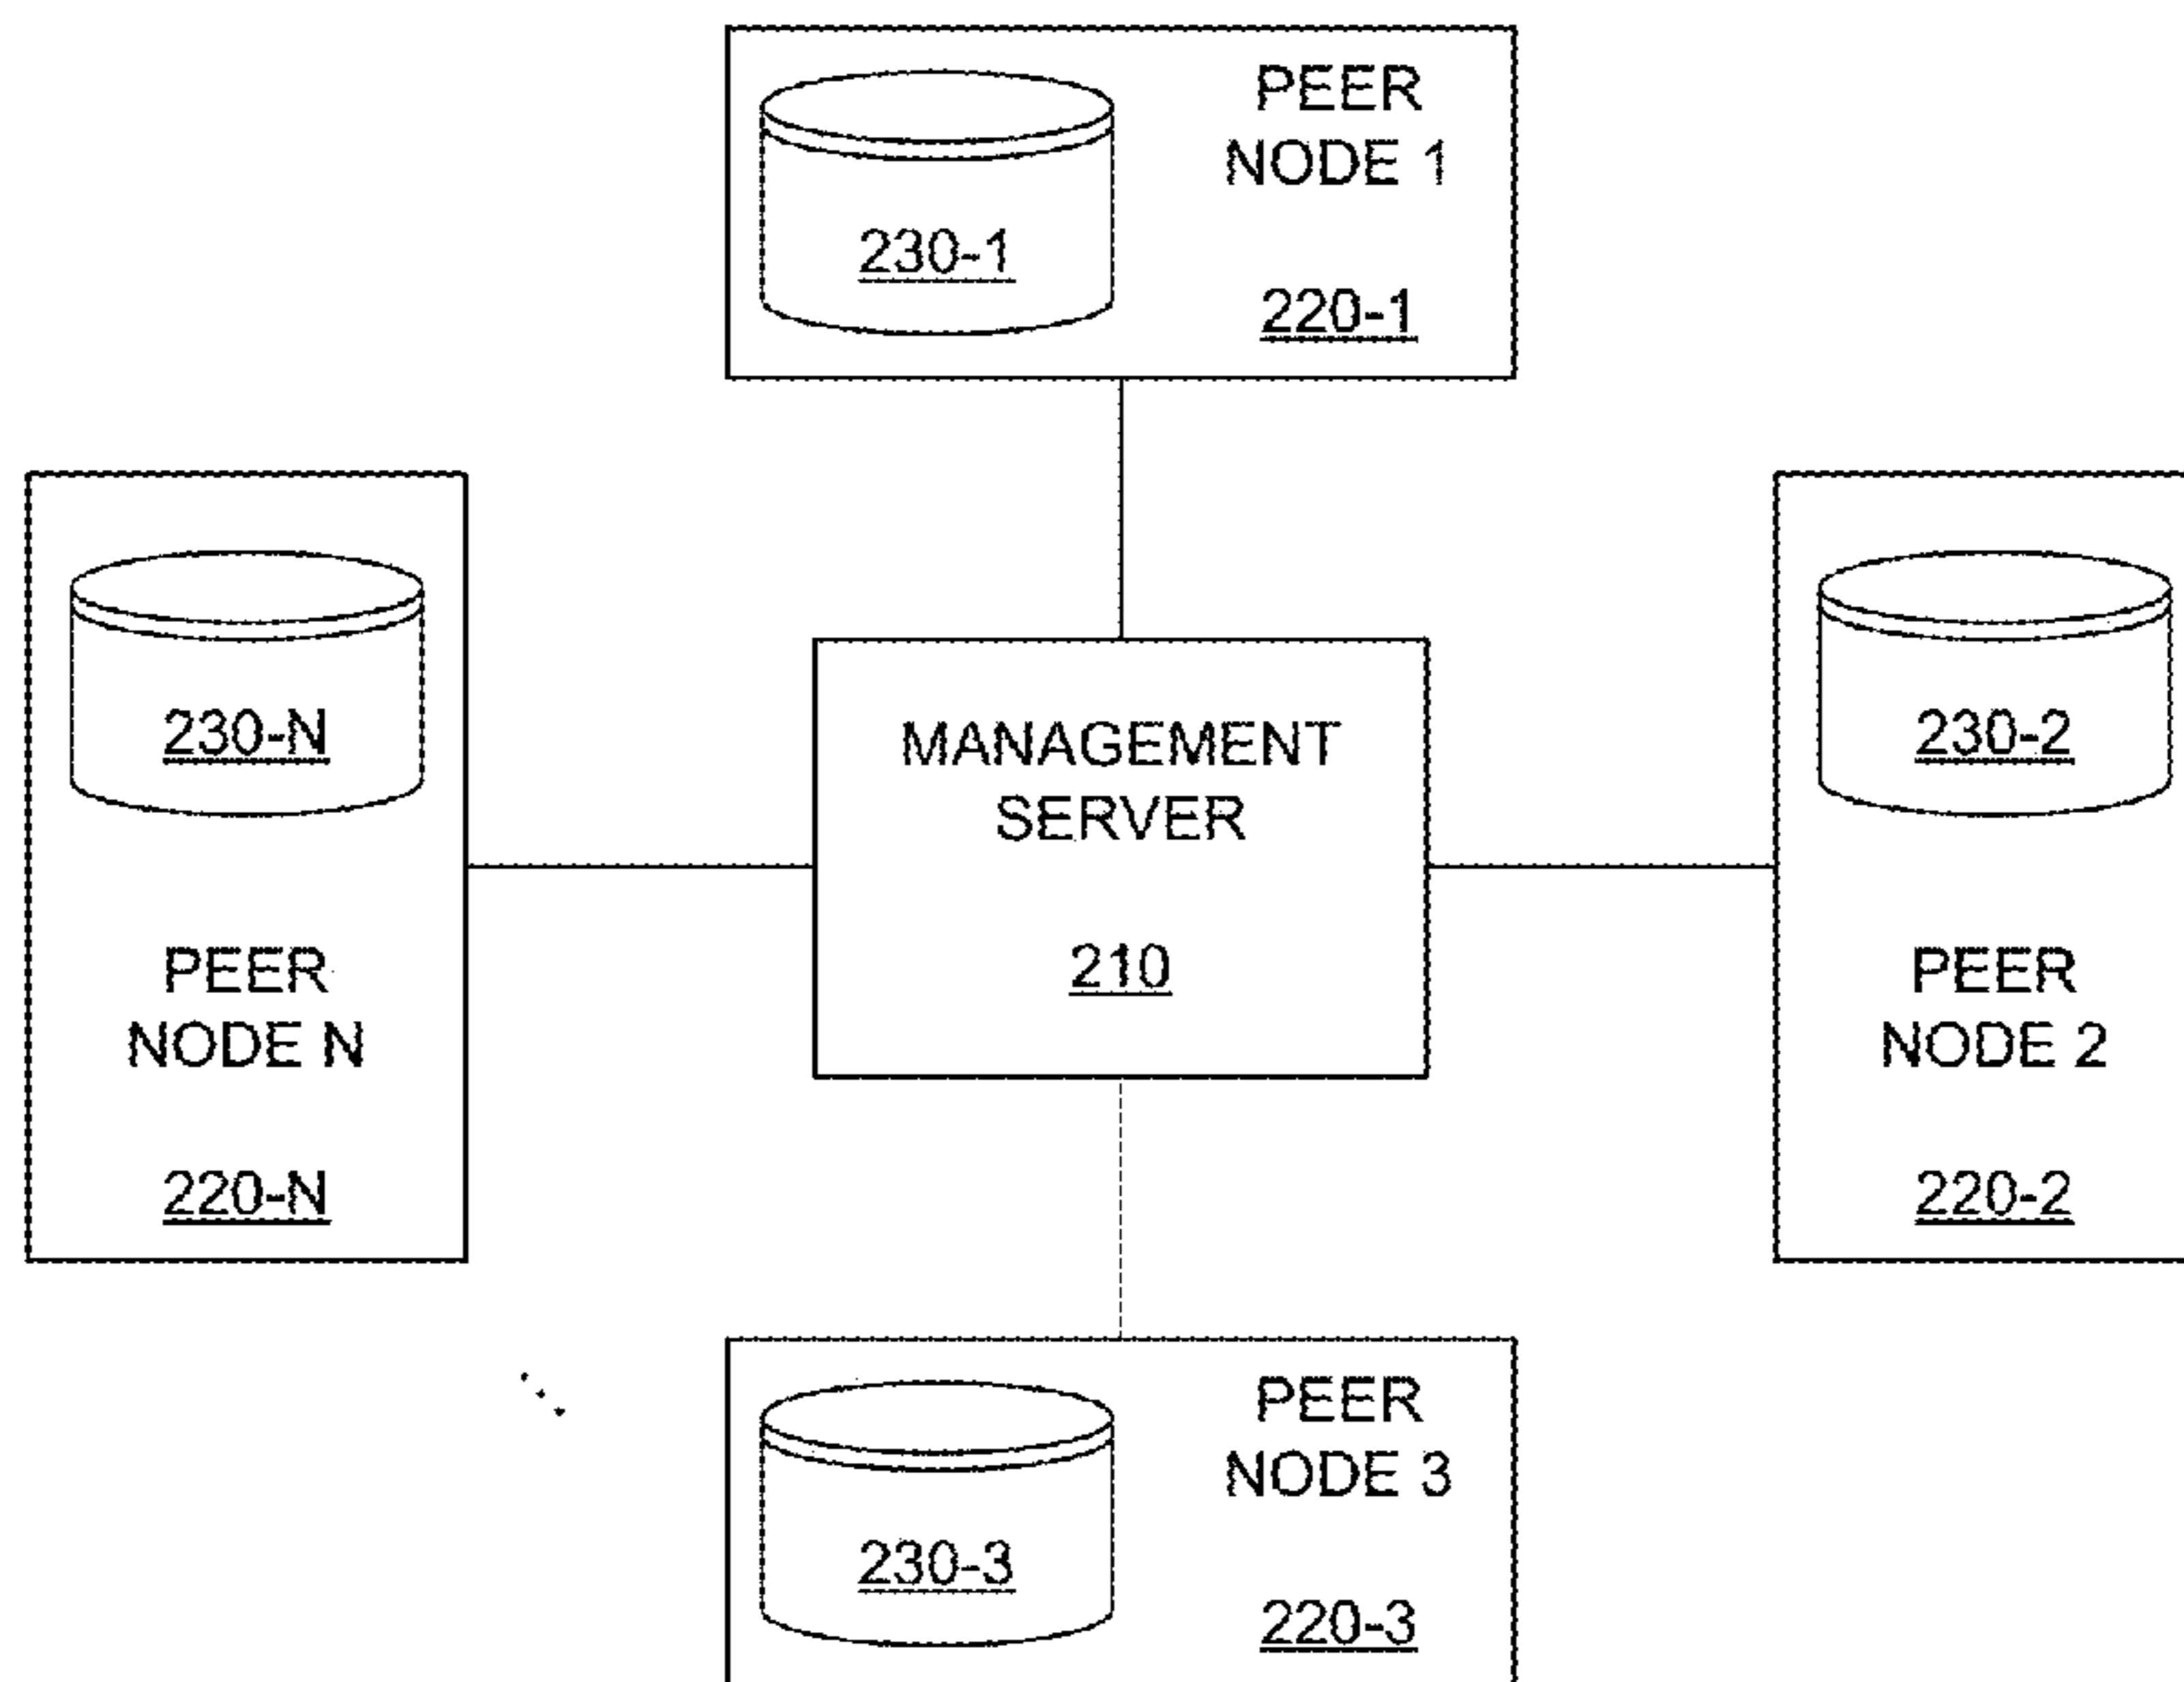 PEER
NODE 1
230-1
220-1
230-N
PEER
NODE N
220-N
MANAGEMENT
SERVER
210
230-2
PEER
NODE 2
220-2
PEER
NODE 3
230-3
220-3